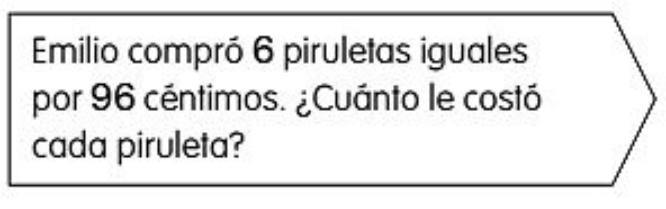 Emilio compró 6 piruletas iguales
por 96 céntimos. ¿Cuánto le costó
cada piruleta?